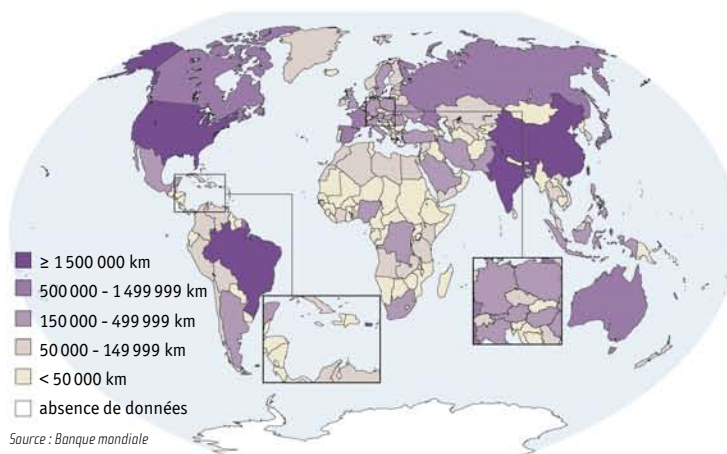 ≥ 1 500 000 km
500 000 - 1 499 999 km
150 000 - 499 999 km
50 000 - 149 999 km
< 50 000 km
absence de données
Source : Banque mondiale